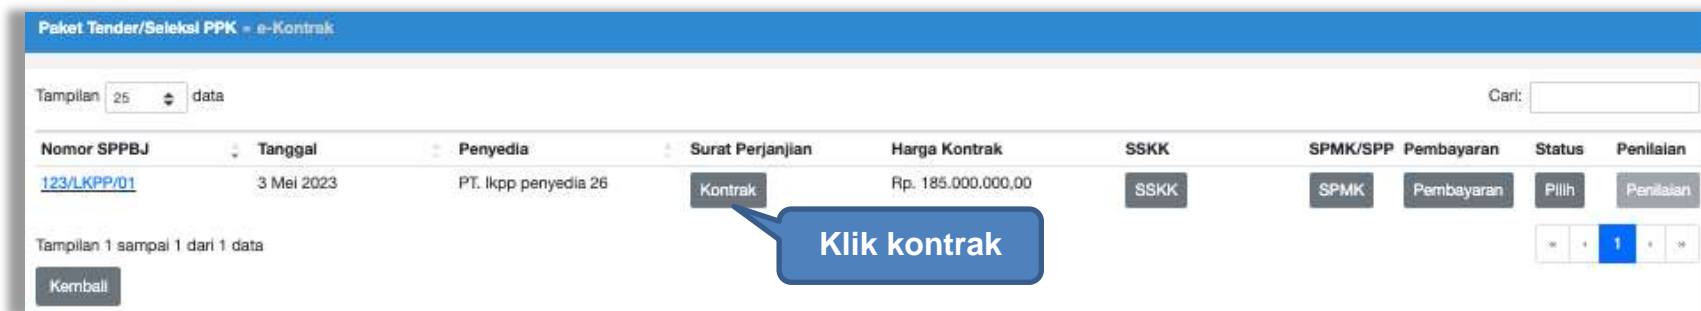 Paket Tender/Seleksi PPK » e-Kontrak
Tampilan 25 data
Cari:
Nomor SPPBJ Tanggal Penyedia Surat Perjanjian Harga Kontrak SSKK SPMK/SPP Pembayaran Status Penilaian
123/LKPP/01 3 Mei 2023 PT. lkpp penyedia 26 Kontrak Rp. 185.000.000,00 SSKK SPMK Pembayaran Pilih Penilaian
Klik kontrak
Tampilan 1 sampai 1 dari 1 data
« ‹ 1 › »
Kembali